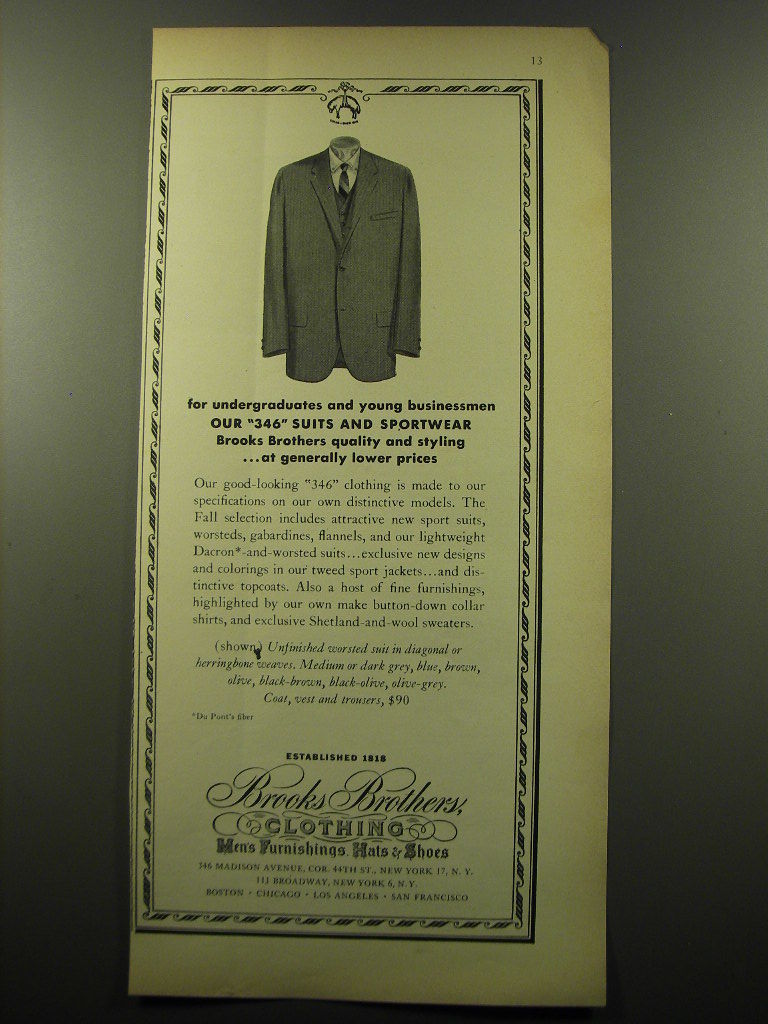 13
for undergraduates and young businessmen
OUR "346" SUITS AND SPORTWEAR
Brooks Brothers quality and styling
...at generally lower prices
Our good-looking "346" clothing is made to our
specifications on our own distinctive models. The
Fall selection includes attractive new sport suits,
worsteds, gabardines, flannels, and our lightweight
Dacron*-and-worsted suits...exclusive new designs
and colorings in our tweed sport jackets...and dis-
tinctive topcoats. Also a host of fine furnishings,
highlighted by our own make button-down collar
shirts, and exclusive Shetland-and-wool sweaters.
(shown) Unfinished worsted suit in diagonal or
herringbone weaves. Medium or dark grey, blue, brown,
olive, black-brown, black-olive, olive-grey.
Coat, vest and trousers, $90
*Du Pont's fiber
ESTABLISHED 1818
Brooks Brothers,
CLOTHING
Men's Furnishings, Hats & Shoes
346 MADISON AVENUE, COR. 44TH ST., NEW YORK 17, N. Y.
111 BROADWAY, NEW YORK 6, N. Y.
BOSTON • CHICAGO • LOS ANGELES • SAN FRANCISCO